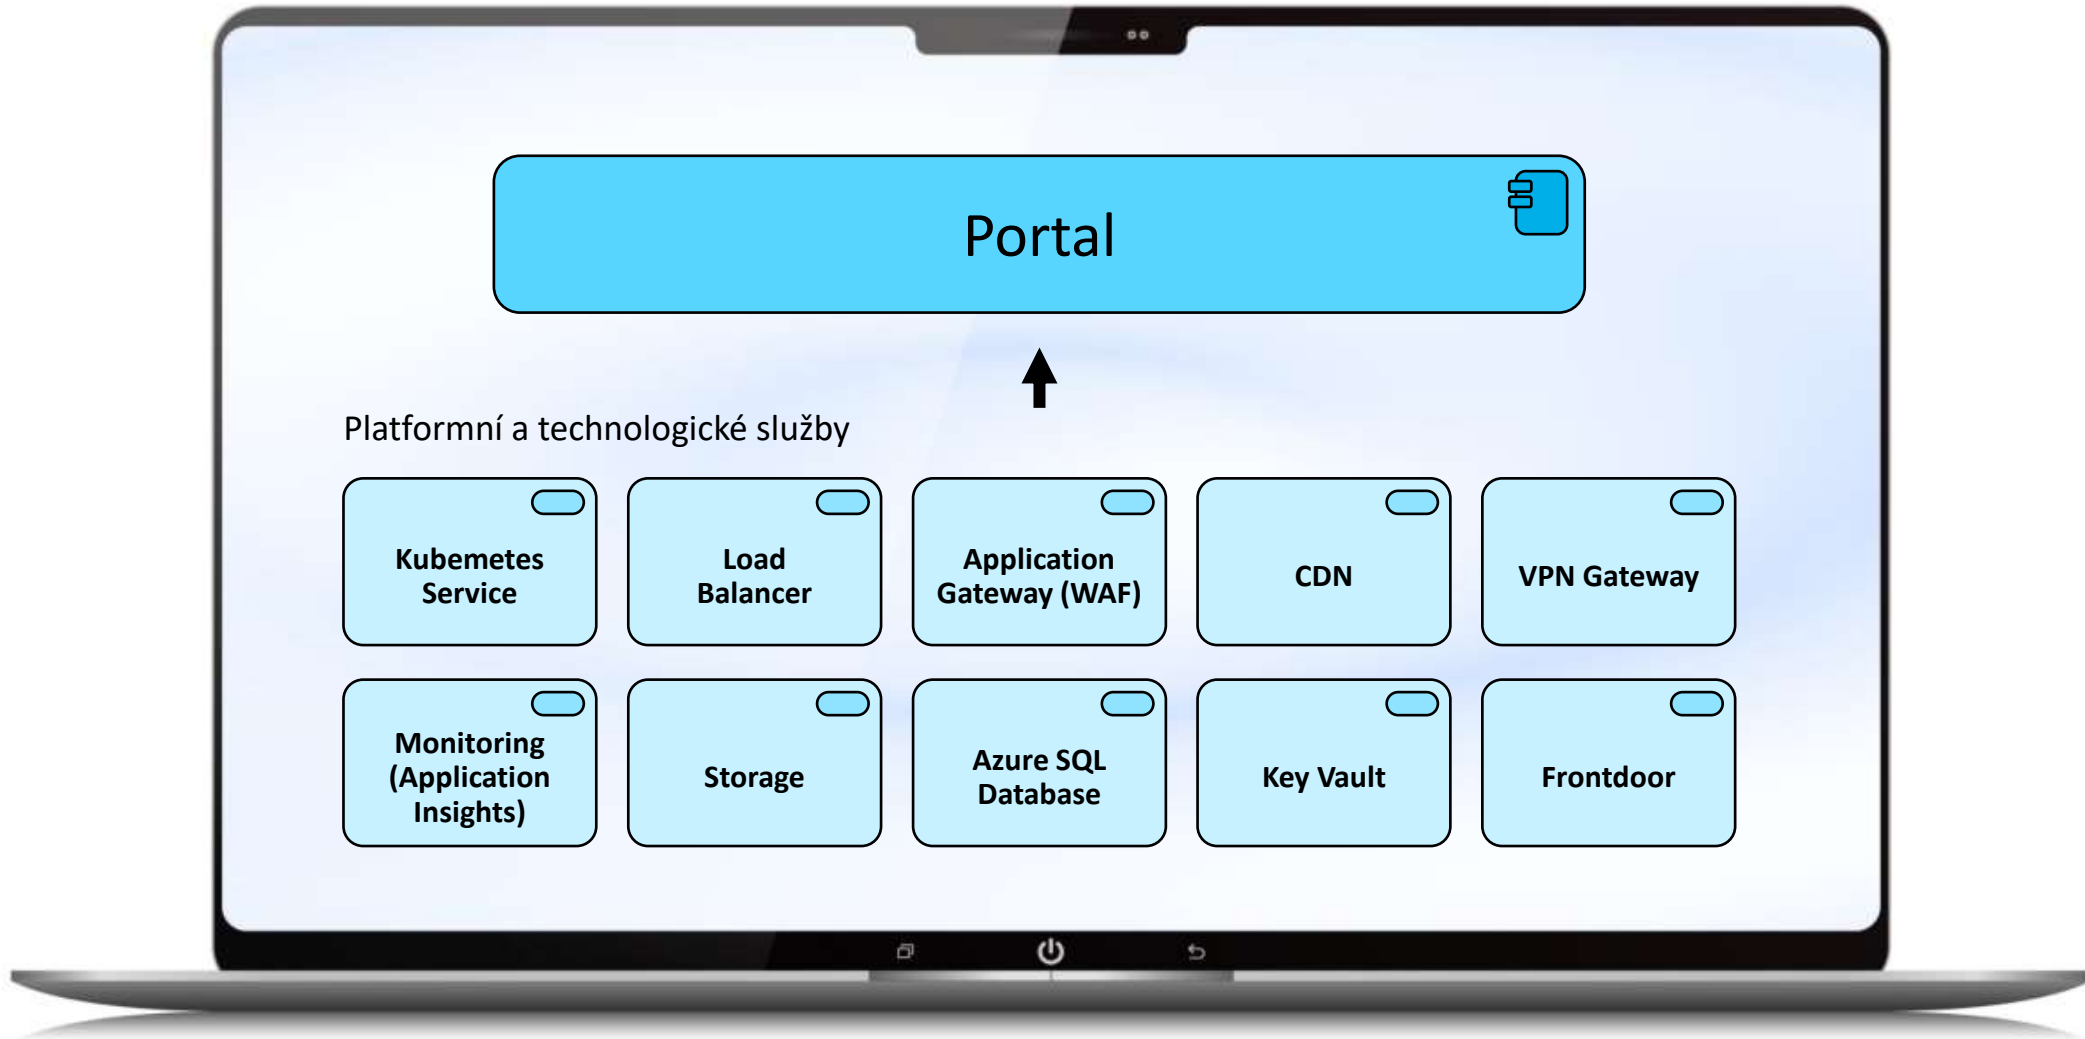 Portal
Platformní a technologické služby
Kubemetes
Service
Load
Balancer
Application
Gateway (WAF)
CDN
VPN Gateway
Monitoring
(Application
Insights)
Storage
Azure SQL
Database
Key Vault
Frontdoor